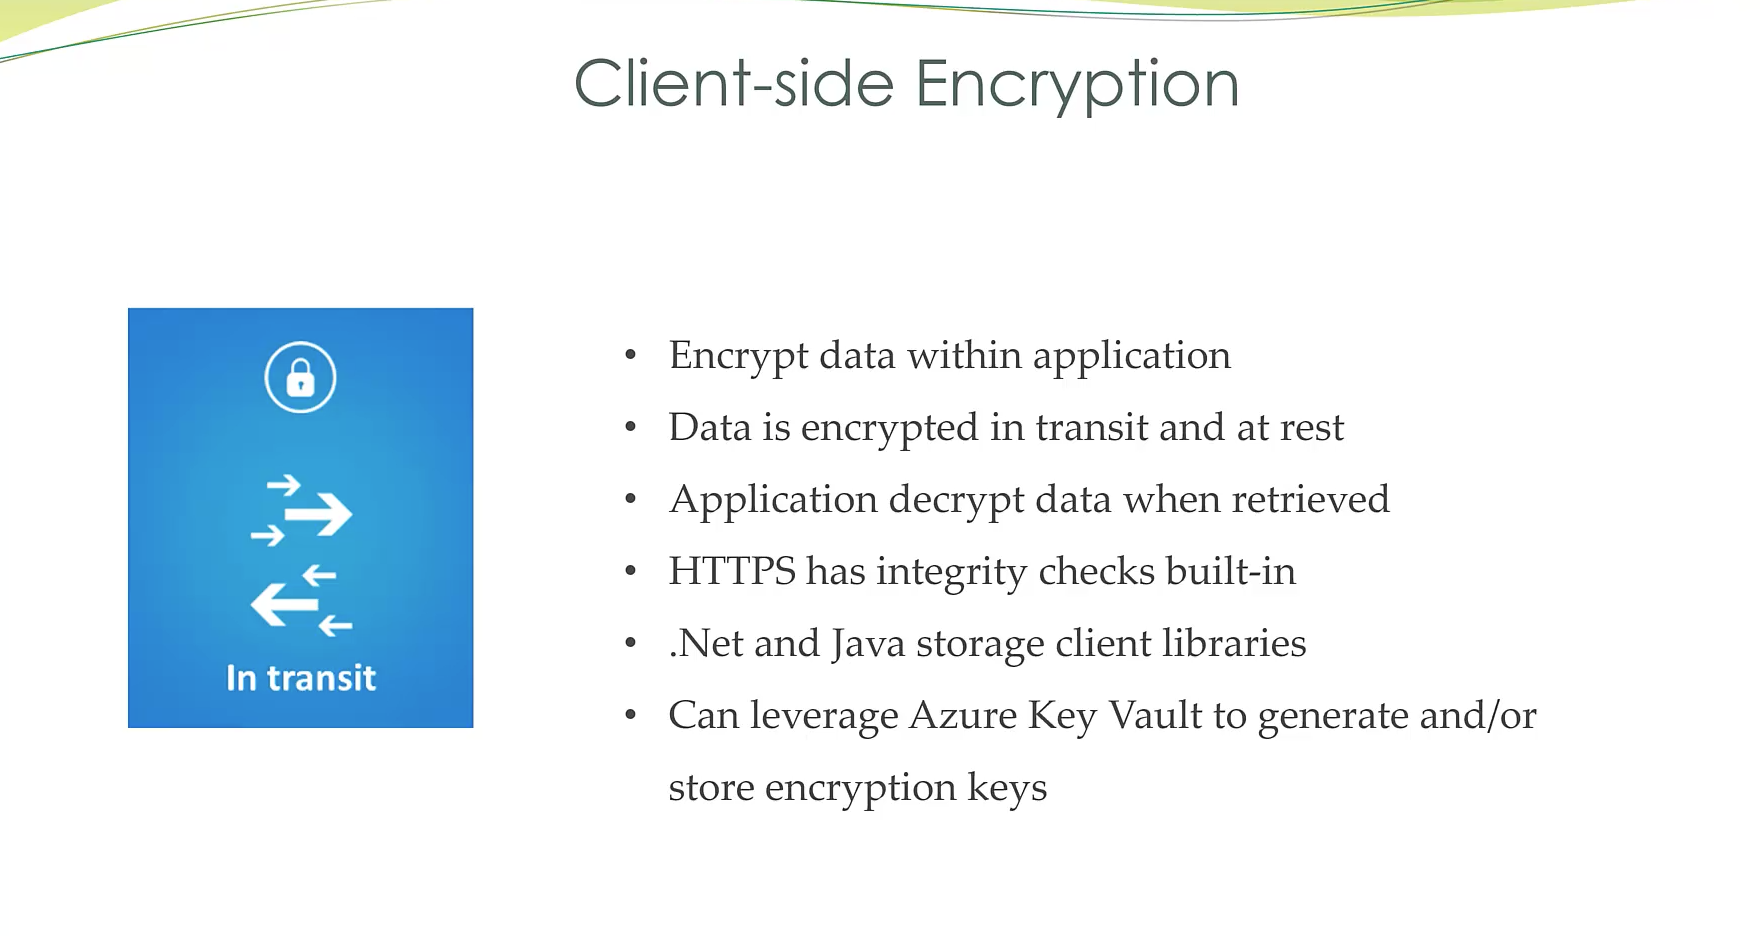 Client-side Encryption
In transit
• Encrypt data within application
• Data is encrypted in transit and at rest
• Application decrypt data when retrieved
• HTTPS has integrity checks built-in
• .Net and Java storage client libraries
• Can leverage Azure Key Vault to generate and/or
store encryption keys